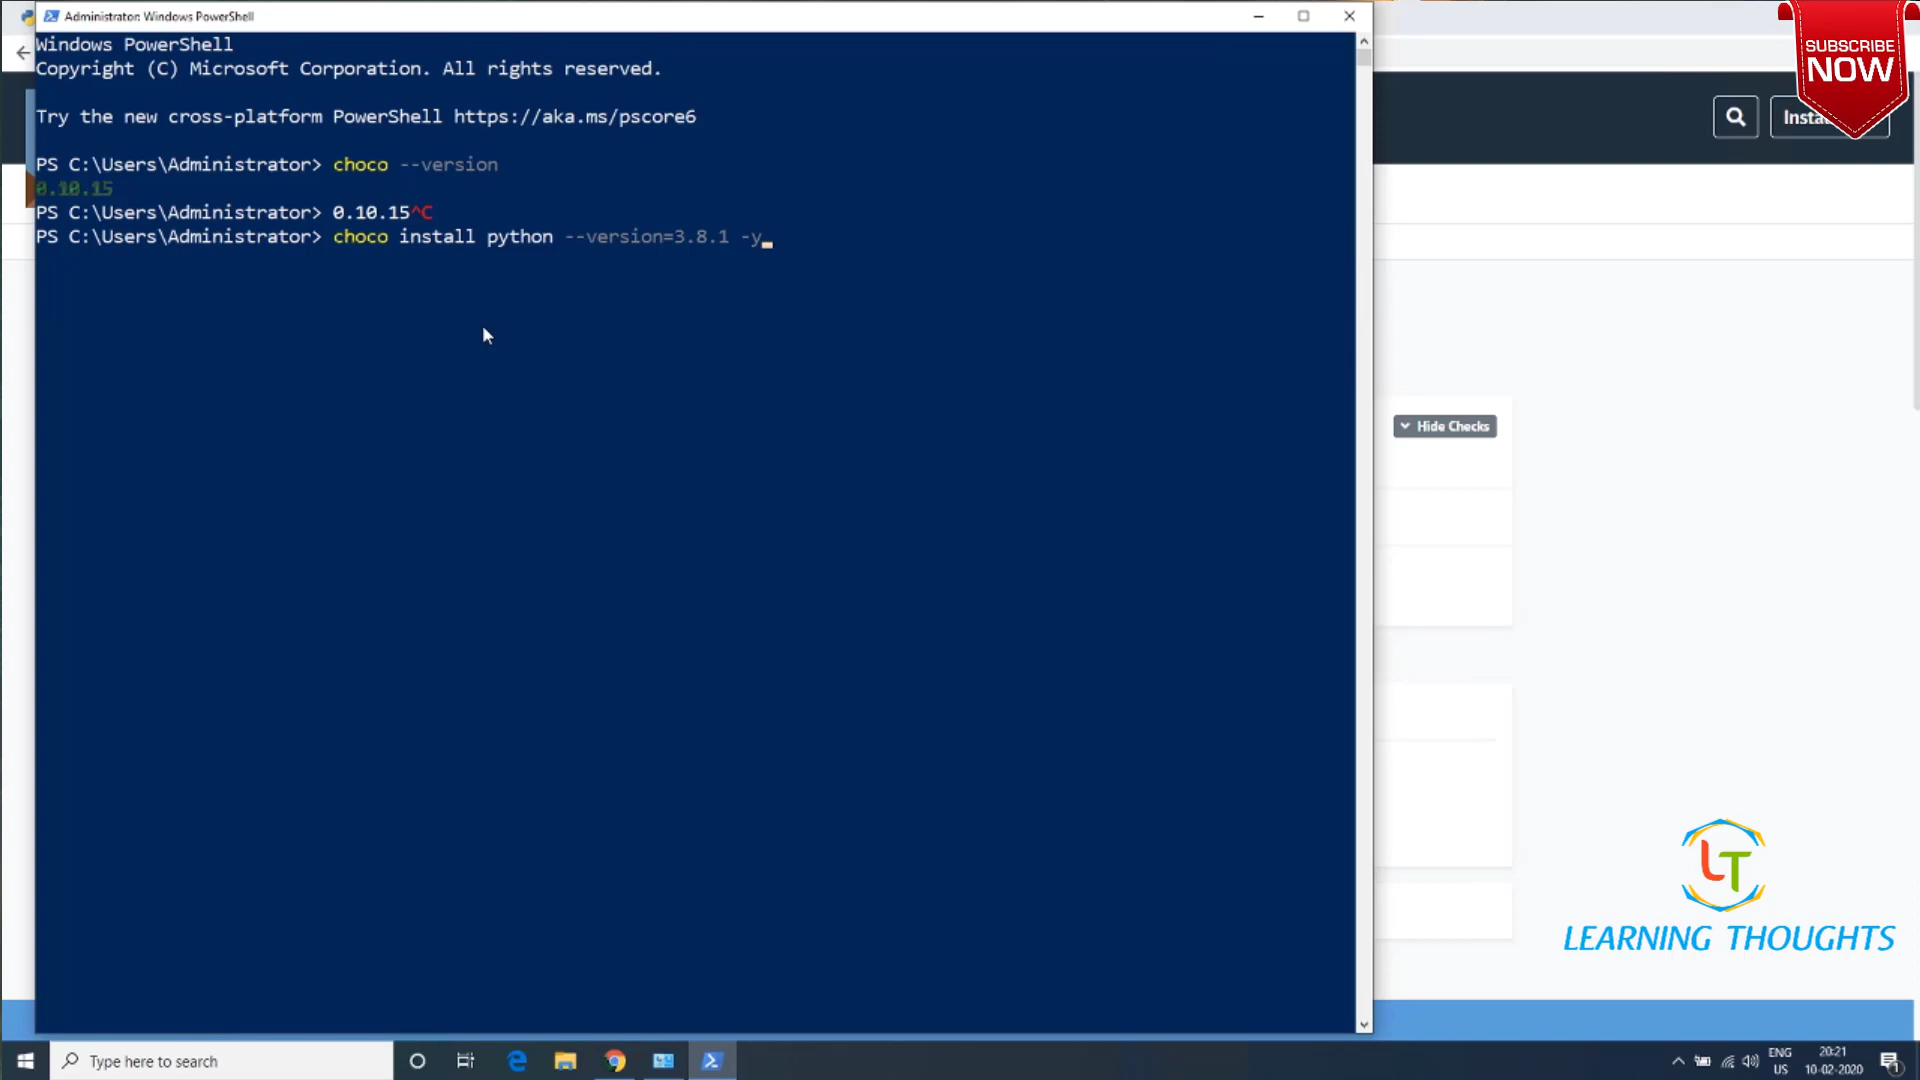 Administrator: Windows PowerShell
Windows PowerShell
Copyright (C) Microsoft Corporation. All rights reserved.
Try the new cross-platform PowerShell https://aka.ms/pscore6
PS C:\Users\Administrator> choco --version
0.10.15
PS C:\Users\Administrator> 0.10.15^C
PS C:\Users\Administrator> choco install python --version=3.8.1 -y
SUBSCRIBE
NOW
Hide Checks
LT
LEARNING THOUGHTS
Type here to search
ENG
US
20:21
10-02-2020
1